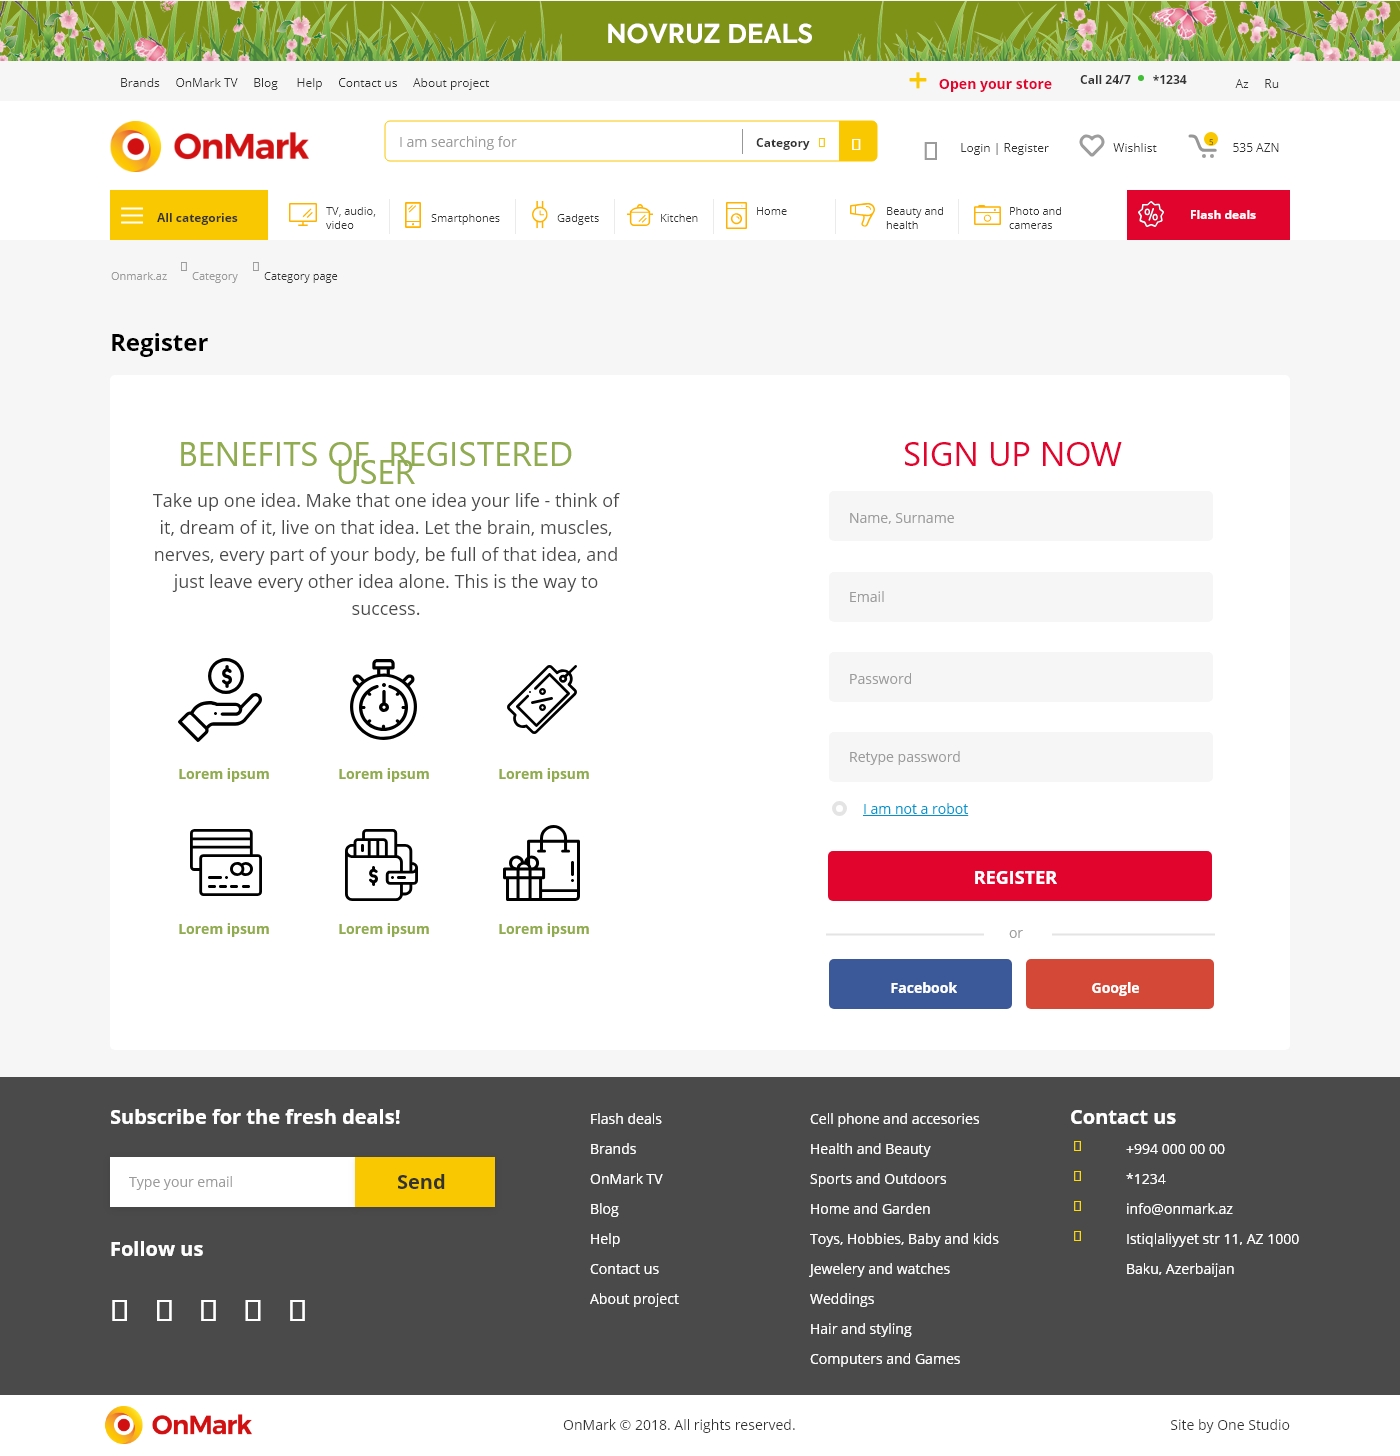 NOVRUZ DEALS
Brands OnMark TV Blog Help Contact us About project
Open your store
Call 24/7 *1234
Az Ru
OnMark
I am searching for
Category
Login | Register
Wishlist
5
535 AZN
All categories
TV, audio,
video
Smartphones
Gadgets
Kitchen
Home
Beauty and
health
Photo and
cameras
%
Flash deals
Onmark.az Category Category page
Register
BENEFITS OF REGISTERED
USER
Take up one idea. Make that one idea your life - think of
it, dream of it, live on that idea. Let the brain, muscles,
nerves, every part of your body, be full of that idea, and
just leave every other idea alone. This is the way to
success.
$
Lorem ipsum Lorem ipsum Lorem ipsum
$
Lorem ipsum Lorem ipsum Lorem ipsum
SIGN UP NOW
Name, Surname
Email
Password
Retype password
I am not a robot
REGISTER
or
Facebook Google
Subscribe for the fresh deals!
Type your email
Send
Follow us
Flash deals
Brands
OnMark TV
Blog
Help
Contact us
About project
Cell phone and accesories
Health and Beauty
Sports and Outdoors
Home and Garden
Toys, Hobbies, Baby and kids
Jewelery and watches
Weddings
Hair and styling
Computers and Games
Contact us
+994 000 00 00
*1234
info@onmark.az
Istiqlaliyyet str 11, AZ 1000
Baku, Azerbaijan
OnMark
OnMark © 2018. All rights reserved.
Site by One Studio